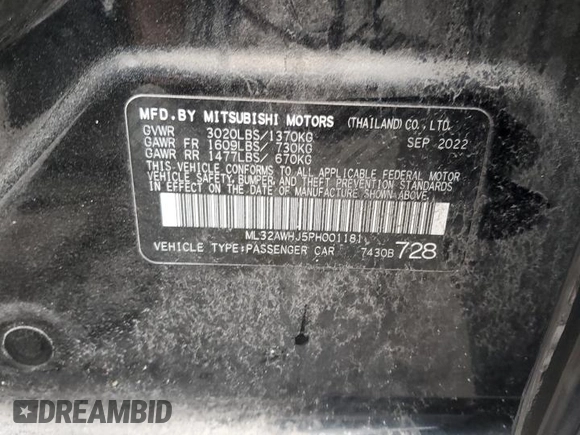 MFD.BY MITSUBISHI MOTORS (THAILAND)CO.,LTD.
GVWR 3020LBS/1370KG SEP 2022
GAWR FR 1609LBS/ 730KG
GAWR RR 1477LBS/ 670KG
THIS VEHICLE CONFORMS TO ALL APPLICABLE FEDERAL MOTOR
VEHICLE SAFETY,BUMPER,AND THEFT PREVENTION STANDARDS
IN EFFECT ON THE DATE OF MANUFACTURE SHOWN ABOVE.
ML32AWHJ5PH001181
VEHICLE TYPE:PASSENGER CAR 7430B 728
DREAMBID